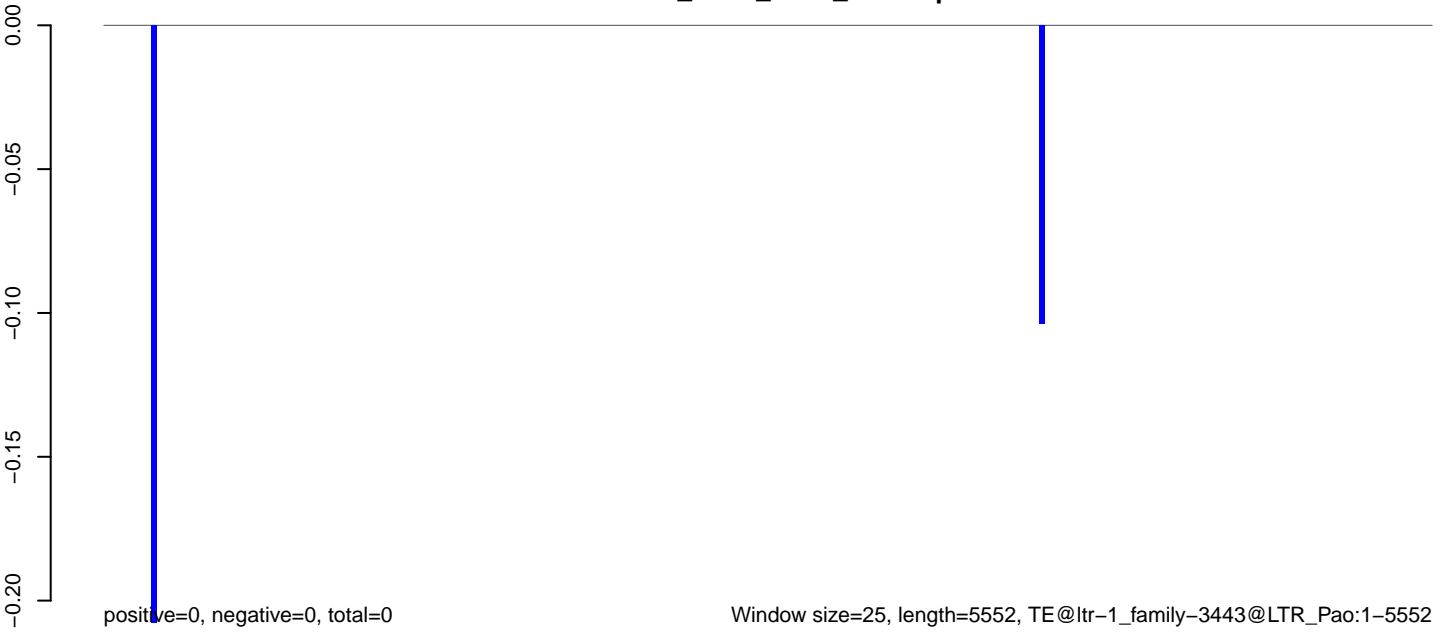 0.00
−0.05
−0.10
−0.15
−0.20
positive=0, negative=0, total=0
Window size=25, length=5552, TE@ltr−1_family−3443@LTR_Pao:1−5552